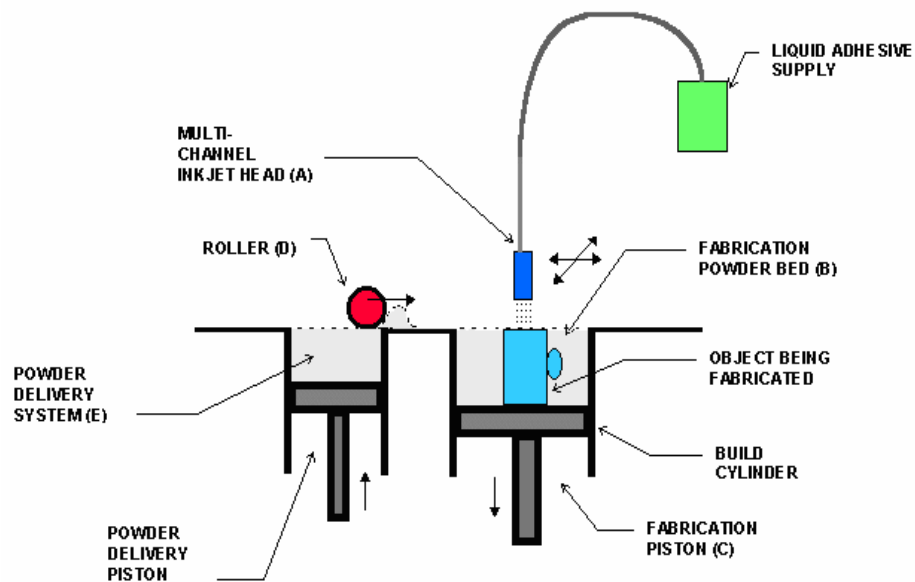 LIQUID ADHESIVE
SUPPLY
MULTI-
CHANNEL
INKJET HEAD (A)
ROLLER (D)
FABRICATION
POWDER BED (B)
POWDER
DELIVERY
SYSTEM (E)
OBJECT BEING
FABRICATED
BUILD
CYLINDER
POWDER
DELIVERY
PISTON
FABRICATION
PISTON (C)